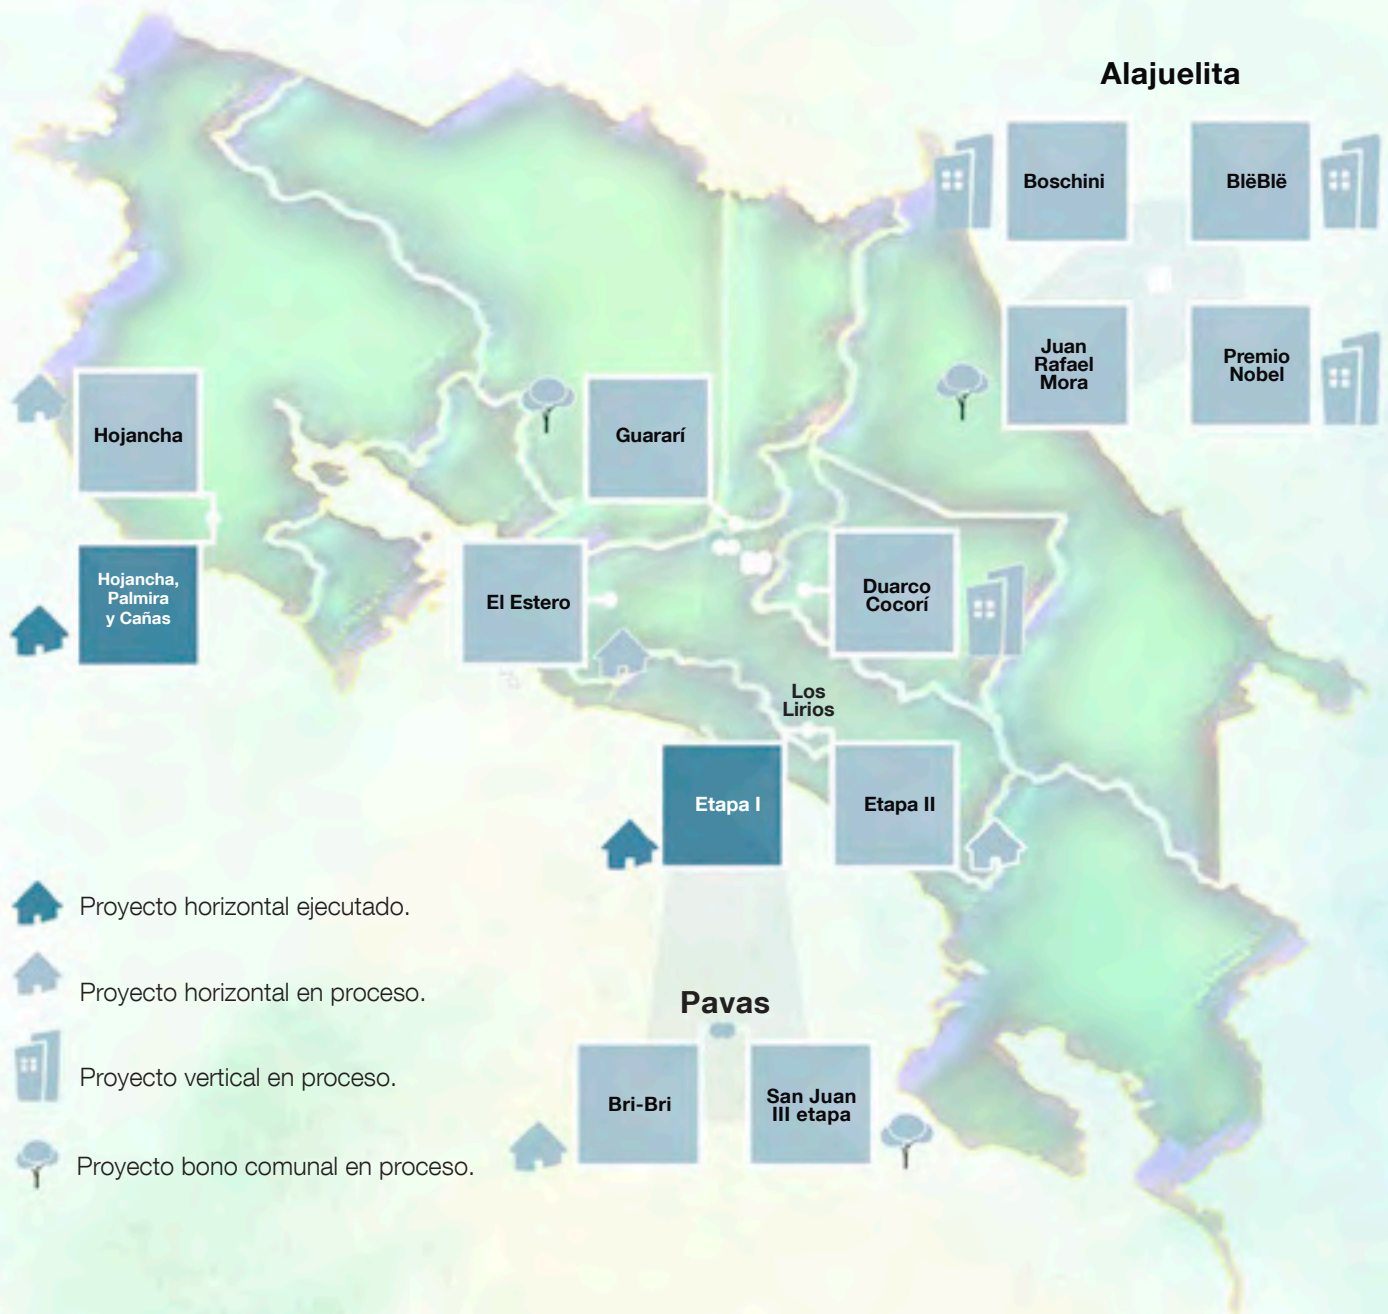 Alajuelita
Boschini
BlëBlë
Juan
Rafael
Mora
Premio
Nobel
Hojancha
Guararí
Hojancha,
Palmira
y Cañas
El Estero
Duarco
Cocorí
Los
Lirios
Etapa I
Etapa II
Proyecto horizontal ejecutado.
Proyecto horizontal en proceso.
Proyecto vertical en proceso.
Proyecto bono comunal en proceso.
Pavas
Bri-Bri
San Juan
III etapa